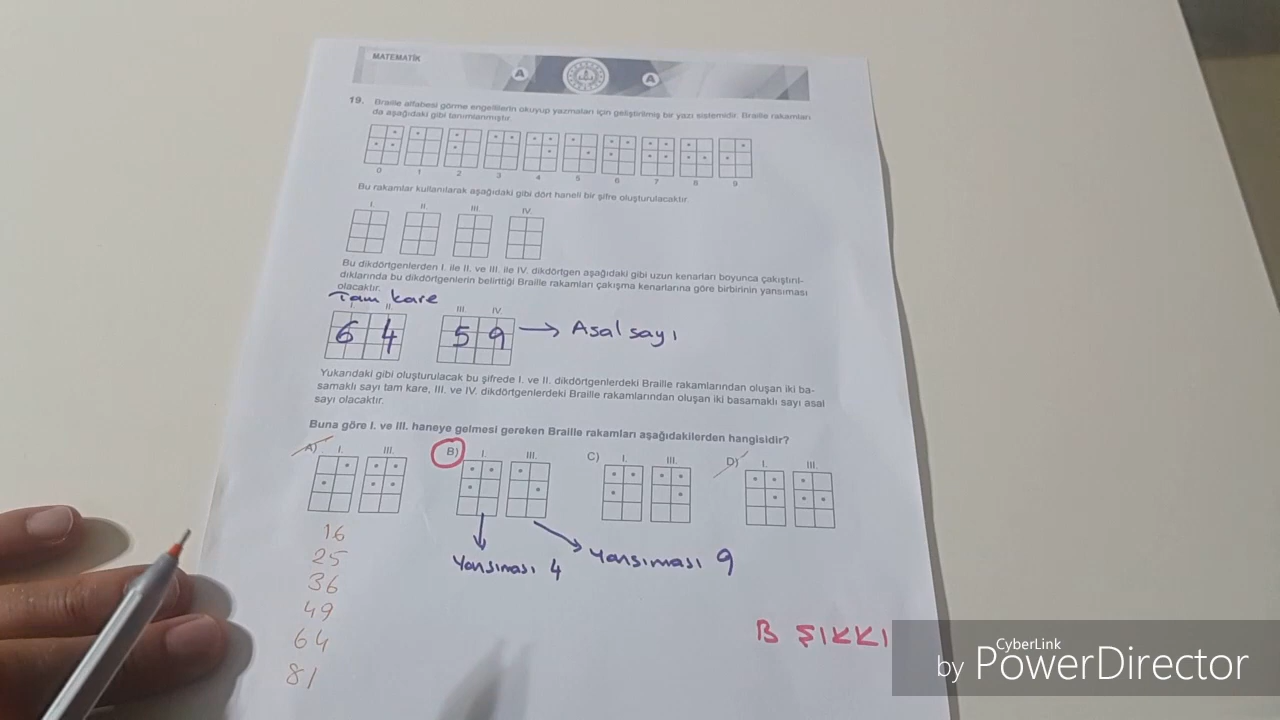 MATEMATİK
A A
19. Braille alfabesi görme engellilerin okuyup yazmaları için geliştirilmiş bir yazı sistemidir. Braille rakamları
da aşağıdaki gibi tanımlanmıştır.
0 1 2 3 4 5 6 7 8 9
Bu rakamlar kullanılarak aşağıdaki gibi dört haneli bir şifre oluşturulacaktır.
I. II. III. IV.
Bu dikdörtgenlerden I. ile II. ve III. ile IV. dikdörtgen aşağıdaki gibi uzun kenarları boyunca çakıştırıl-
dıklarında bu dikdörtgenlerin belirttiği Braille rakamları çakışma kenarlarına göre birbirinin yansıması
olacaktır.
Tam kare
I. II. III. IV.
6 4 5 9 → Asal sayı
Yukarıdaki gibi oluşturulacak bu şifrede I. ve II. dikdörtgenlerdeki Braille rakamlarından oluşan iki ba-
samaklı sayı tam kare, III. ve IV. dikdörtgenlerdeki Braille rakamlarından oluşan iki basamaklı sayı asal
sayı olacaktır.
Buna göre I. ve III. haneye gelmesi gereken Braille rakamları aşağıdakilerden hangisidir?
A) I. III. B) I. III. C) I. III. D) I. III.
Yansıması 4 Yansıması 9
16
25
36
49
64
81
B ŞIKKI
CyberLink
by PowerDirector